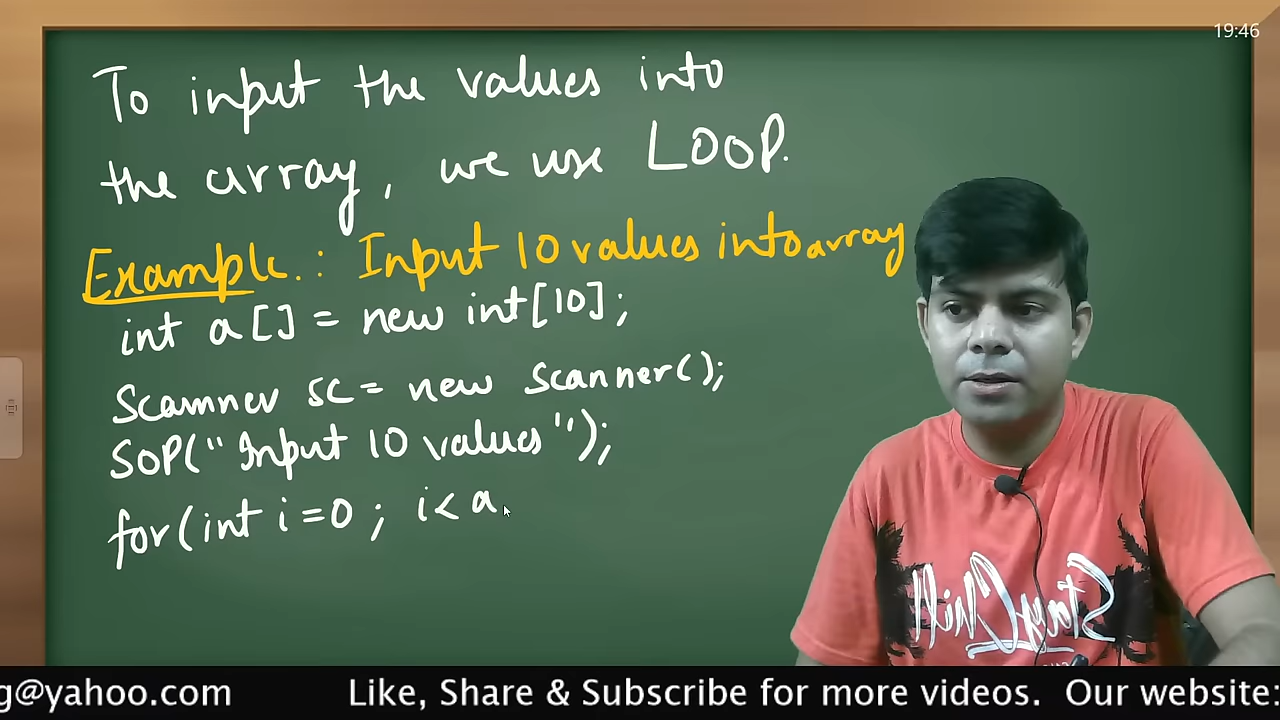 19:46
To input the values into
the array, we use LOOP.
Example.: Input 10 values into array
int a[] = new int[10];
Scanner sc = new Scanner();
SOP("Input 10 values");
for(int i=0; i<a.
Stay Chill
g@yahoo.com Like, Share & Subscribe for more videos. Our website: